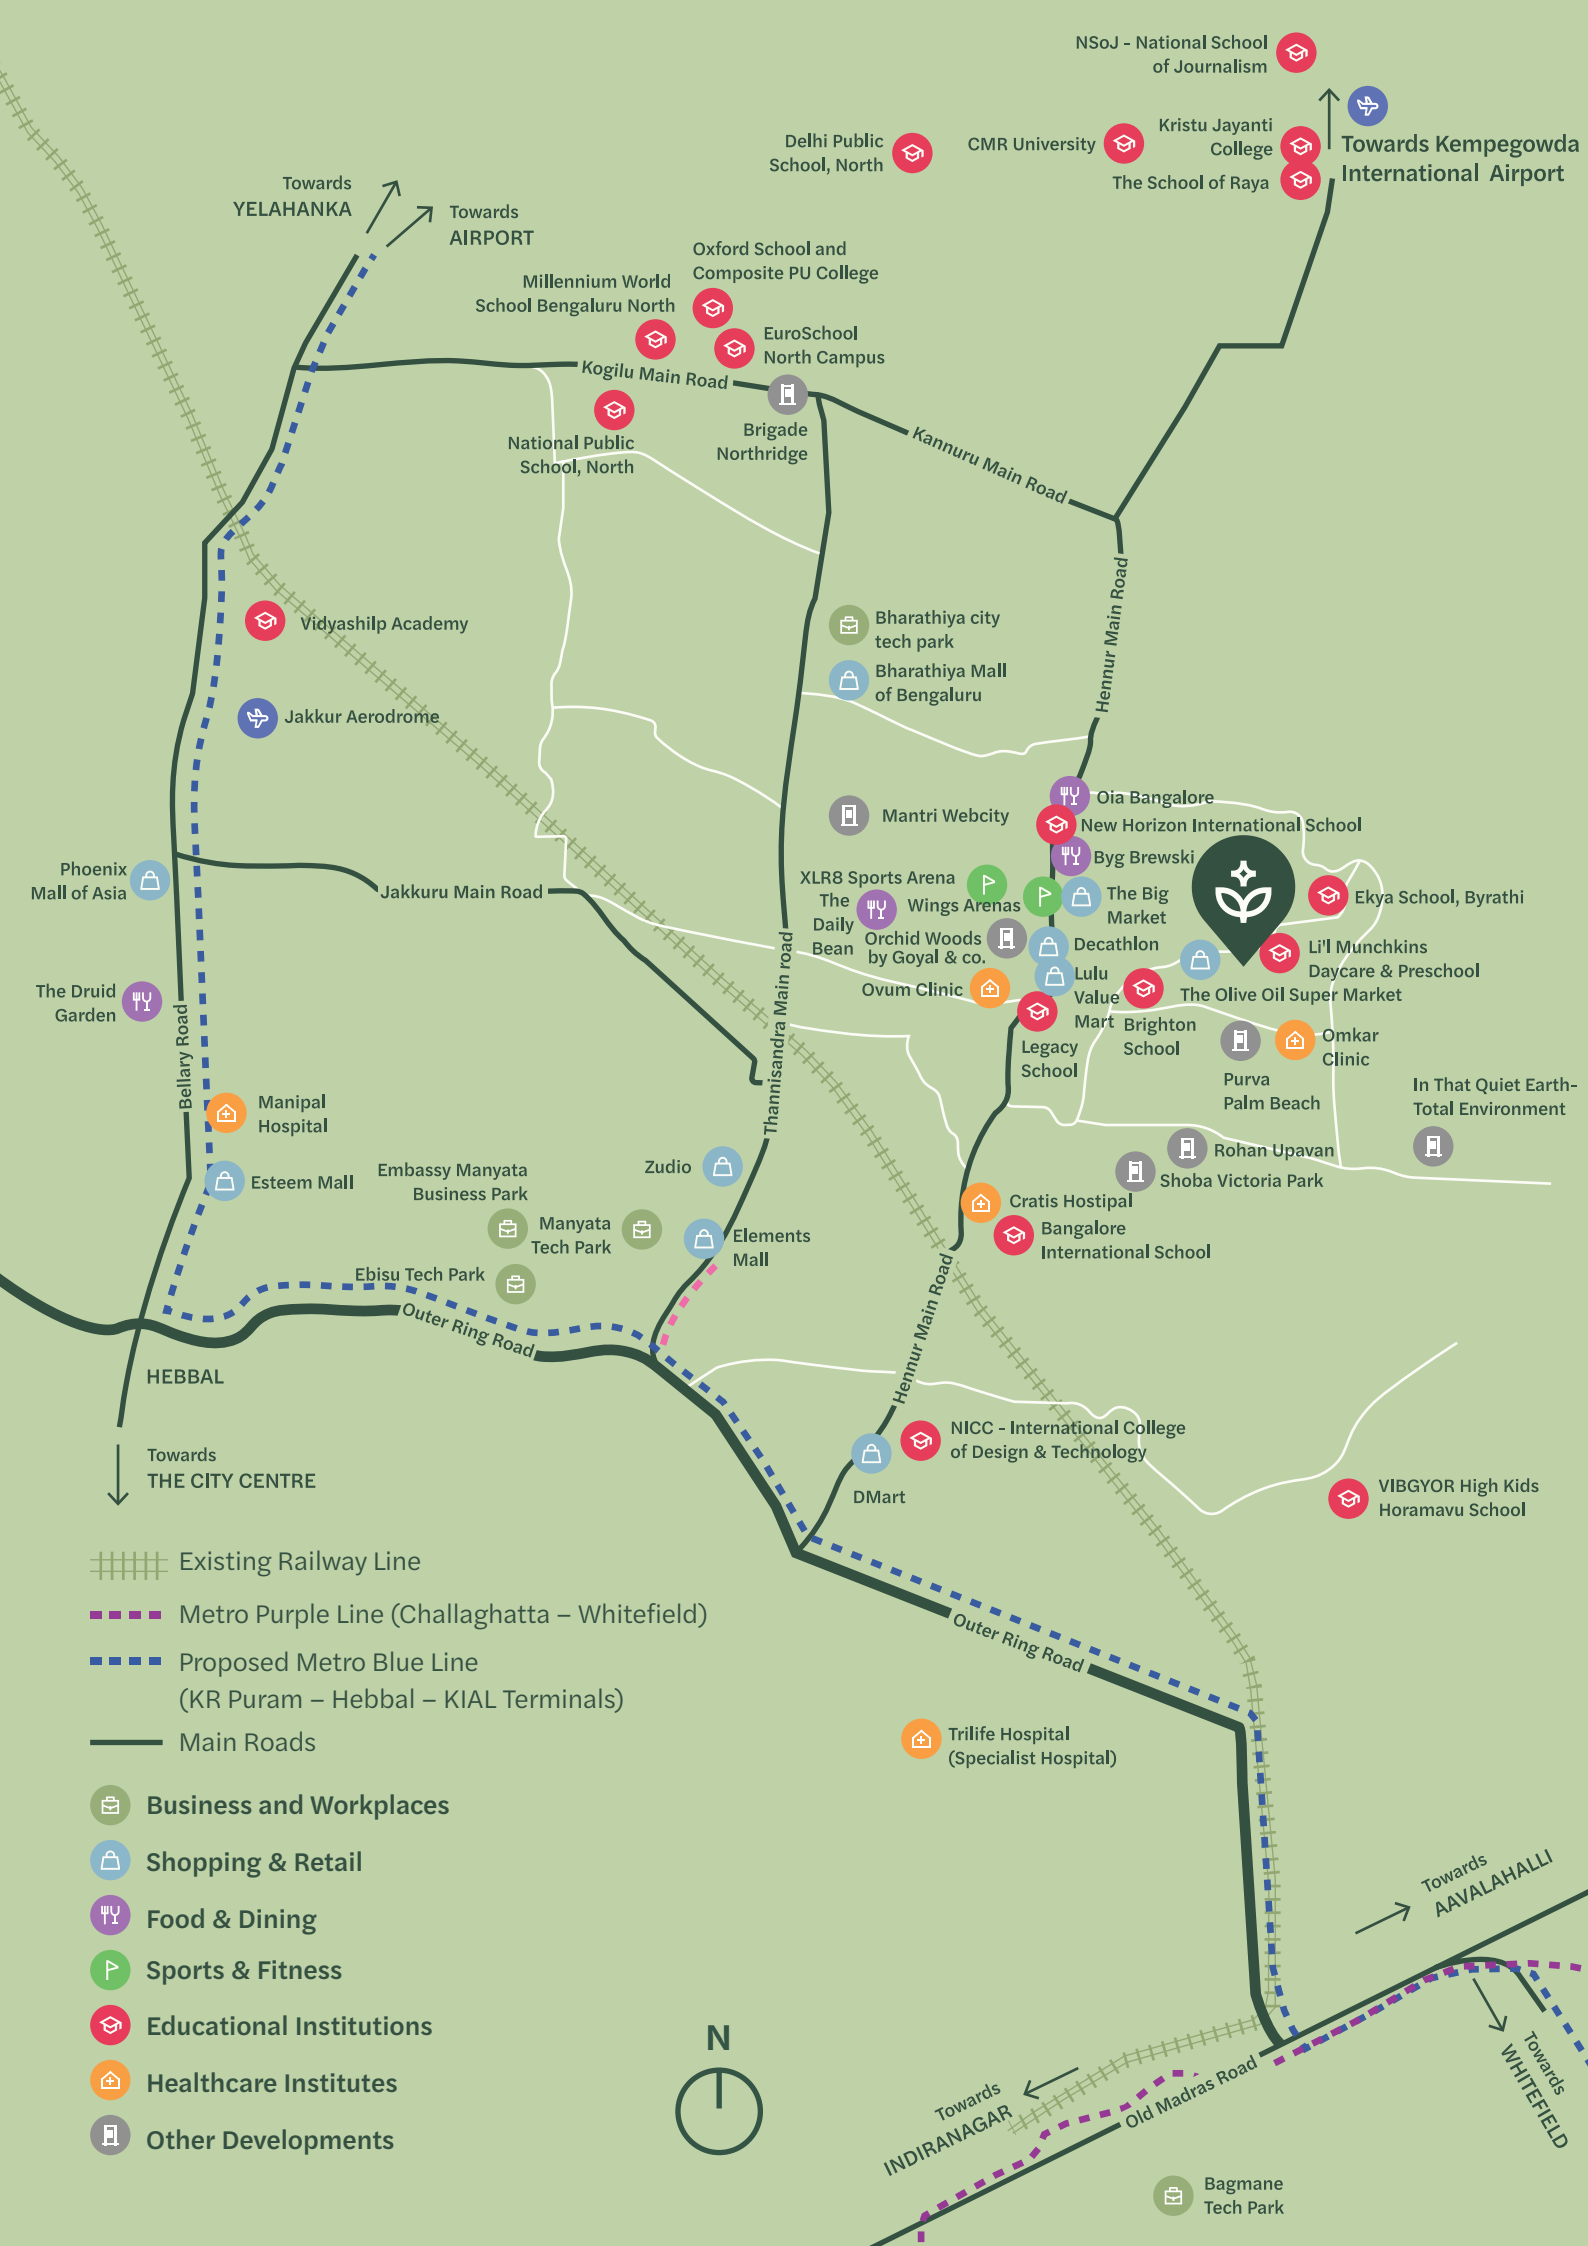 NSoJ - National School
of Journalism
Delhi Public
School, North
CMR University
Kristu Jayanti
College
The School of Raya
Towards Kempegowda
International Airport
Towards
YELAHANKA
Towards
AIRPORT
Oxford School and
Composite PU College
Millennium World
School Bengaluru North
EuroSchool
North Campus
Kogilu Main Road
National Public
School, North
Brigade
Northridge
Kannuru Main Road
Hennur Main Road
Vidyashilp Academy
Bharathiya city
tech park
Bharathiya Mall
of Bengaluru
Jakkur Aerodrome
Mantri Webcity
Oia Bangalore
New Horizon International School
Byg Brewski
Phoenix
Mall of Asia
Jakkuru Main Road
XLR8 Sports Arena
The
Daily
Bean
Wings Arenas
The Big
Market
Ekya School, Byrathi
Orchid Woods
by Goyal & co.
Decathlon
Li'l Munchkins
Daycare & Preschool
Ovum Clinic
Lulu
Value
Mart
The Olive Oil Super Market
Brighton
School
Legacy
School
Omkar
Clinic
Purva
Palm Beach
In That Quiet Earth-
Total Environment
The Druid
Garden
Bellary Road
Thannisandra Main road
Manipal
Hospital
Esteem Mall
Embassy Manyata
Business Park
Zudio
Manyata
Tech Park
Elements
Mall
Ebisu Tech Park
Rohan Upavan
Shoba Victoria Park
Cratis Hostipal
Bangalore
International School
Outer Ring Road
Hennur Main Road
HEBBAL
Towards
THE CITY CENTRE
NICC - International College
of Design & Technology
DMart
VIBGYOR High Kids
Horamavu School
Existing Railway Line
Metro Purple Line (Challaghatta – Whitefield)
Proposed Metro Blue Line
(KR Puram – Hebbal – KIAL Terminals)
Main Roads
Outer Ring Road
Trilife Hospital
(Specialist Hospital)
Business and Workplaces
Shopping & Retail
Food & Dining
Sports & Fitness
Educational Institutions
Healthcare Institutes
Other Developments
N
Towards
AAVALAHALLI
Towards
WHITEFIELD
Towards
INDIRANAGAR
Old Madras Road
Bagmane
Tech Park